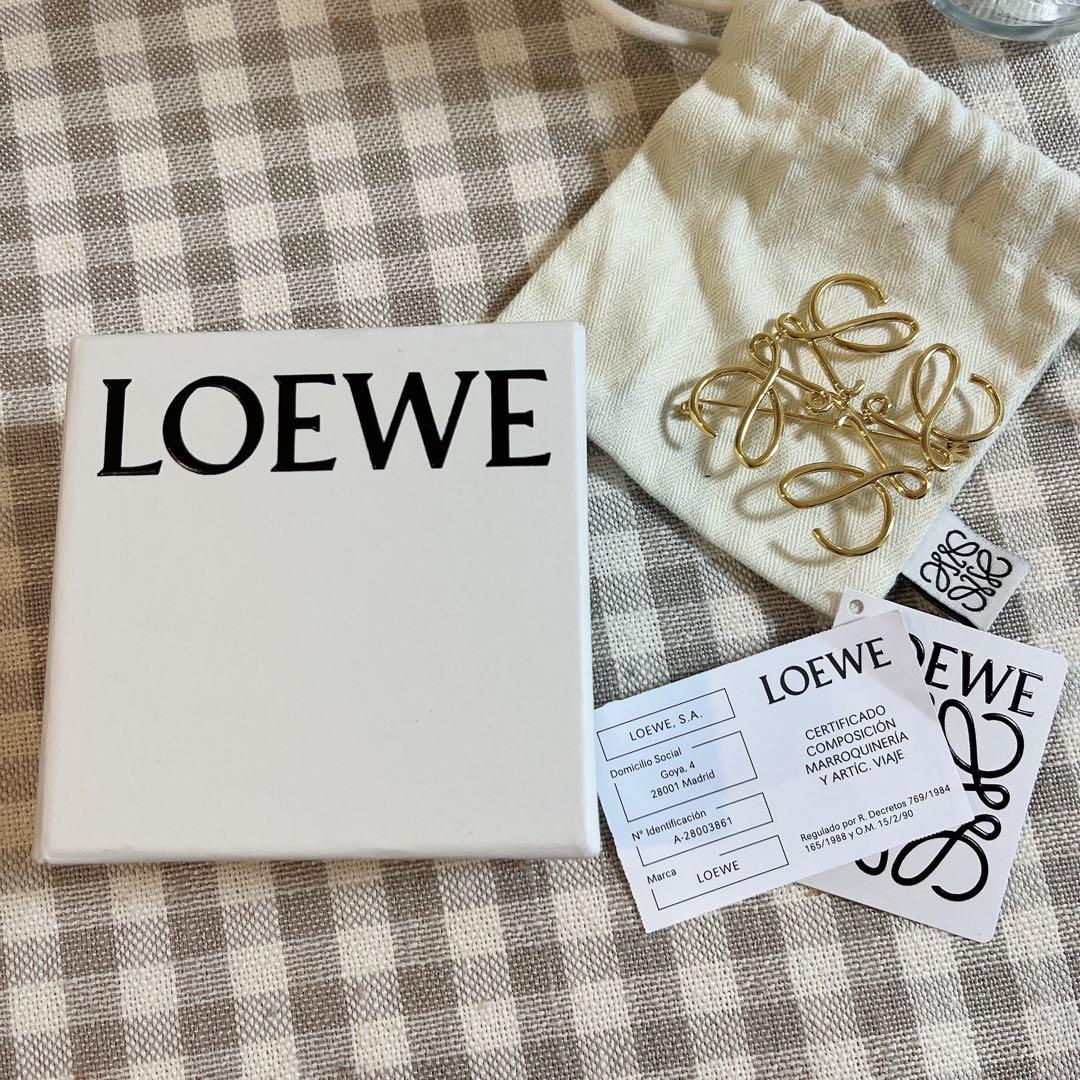 LOEWE
LOEWE
CERTIFICADO
COMPOSICIÓN
MARROQUINERÍA
Y ARTÍC. VIAJE
Regulado por R. Decretos 769/1984
165/1988 y O.M. 15/2/90
LOEWE, S.A.
Domicilio Social
Goya, 4
28001 Madrid
Nº Identificación
A-28003861
Marca
LOEWE
OEWE